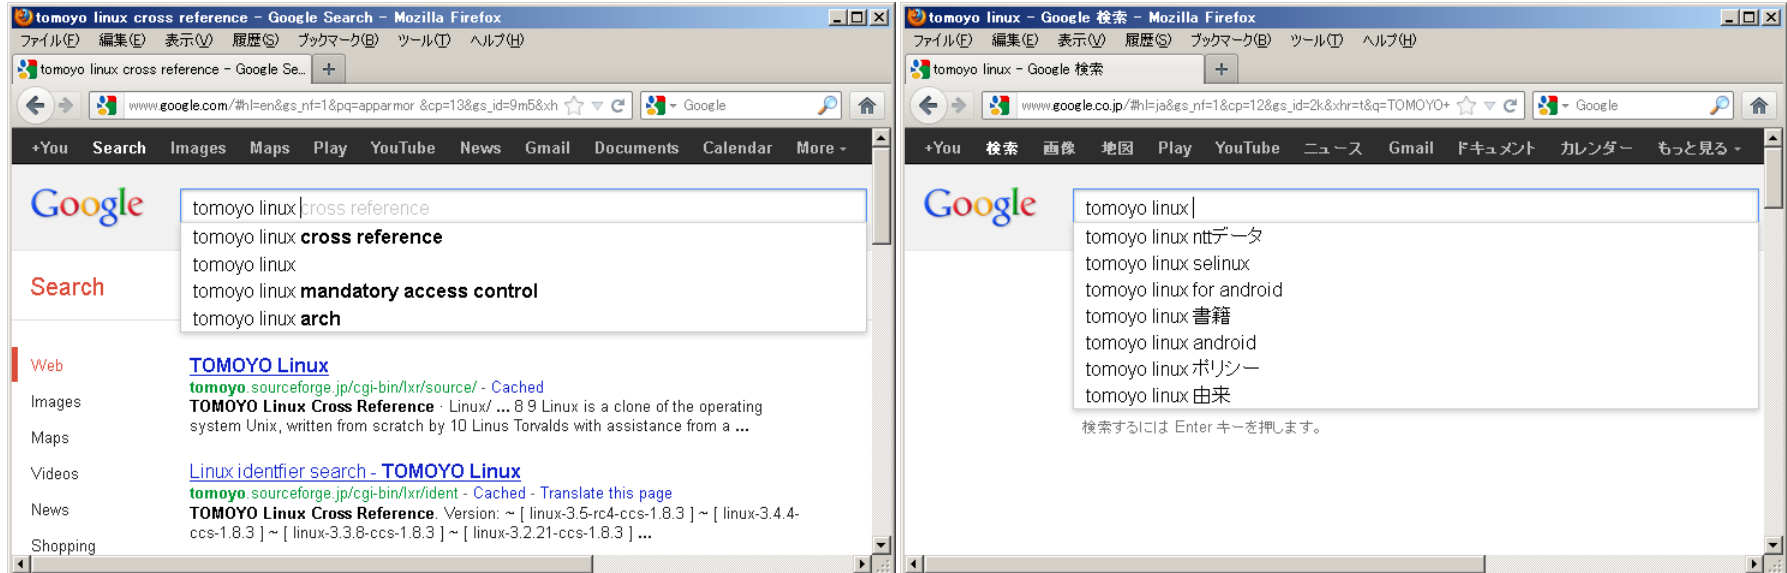 tomoyo linux cross reference - Google Search - Mozilla Firefox
ファイル(F) 編集(E) 表示(V) 履歴(S) ブックマーク(B) ツール(T) ヘルプ(H)
tomoyo linux cross reference - Google Se... +
www.google.com/#hl=en&gs_nf=1&pq=apparmor &cp=13&gs_id=9m5&xh Google
+You Search Images Maps Play YouTube News Gmail Documents Calendar More
Google
tomoyo linux cross reference
tomoyo linux cross reference
tomoyo linux
tomoyo linux mandatory access control
tomoyo linux arch
Search
Web
Images
Maps
Videos
News
Shopping
TOMOYO Linux
tomoyo.sourceforge.jp/cgi-bin/lxr/source/ - Cached
TOMOYO Linux Cross Reference · Linux/ ... 8 9 Linux is a clone of the operating
system Unix, written from scratch by 10 Linus Torvalds with assistance from a ...
Linux identfier search - TOMOYO Linux
tomoyo.sourceforge.jp/cgi-bin/lxr/ident - Cached - Translate this page
TOMOYO Linux Cross Reference. Version: ~ [ linux-3.5-rc4-ccs-1.8.3 ] ~ [ linux-3.4.4-
ccs-1.8.3 ] ~ [ linux-3.3.8-ccs-1.8.3 ] ~ [ linux-3.2.21-ccs-1.8.3 ] ...
tomoyo linux - Google 検索 - Mozilla Firefox
ファイル(F) 編集(E) 表示(V) 履歴(S) ブックマーク(B) ツール(T) ヘルプ(H)
tomoyo linux - Google 検索 +
www.google.co.jp/#hl=ja&gs_nf=1&cp=12&gs_id=2k&xhr=t&q=TOMOYO+ Google
+You 検索 画像 地図 Play YouTube ニュース Gmail ドキュメント カレンダー もっと見る
Google
tomoyo linux
tomoyo linux nttデータ
tomoyo linux selinux
tomoyo linux for android
tomoyo linux 書籍
tomoyo linux android
tomoyo linux ポリシー
tomoyo linux 由来
検索するには Enter キーを押します。